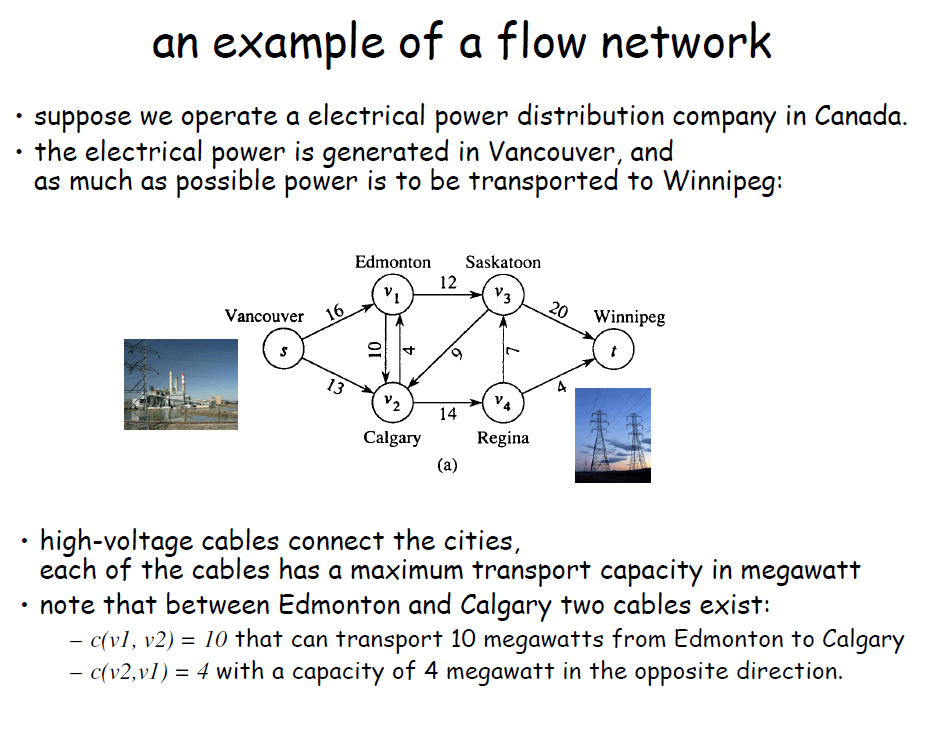 an example of a flow network
• suppose we operate a electrical power distribution company in Canada.
• the electrical power is generated in Vancouver, and
as much as possible power is to be transported to Winnipeg:
Edmonton Saskatoon
Vancouver 16 v1 12 v3 20 Winnipeg
s 10 4 9 7 t
13 v2 14 v4 4
Calgary Regina
(a)
• high-voltage cables connect the cities,
each of the cables has a maximum transport capacity in megawatt
• note that between Edmonton and Calgary two cables exist:
– c(v1, v2) = 10 that can transport 10 megawatts from Edmonton to Calgary
– c(v2,v1) = 4 with a capacity of 4 megawatt in the opposite direction.